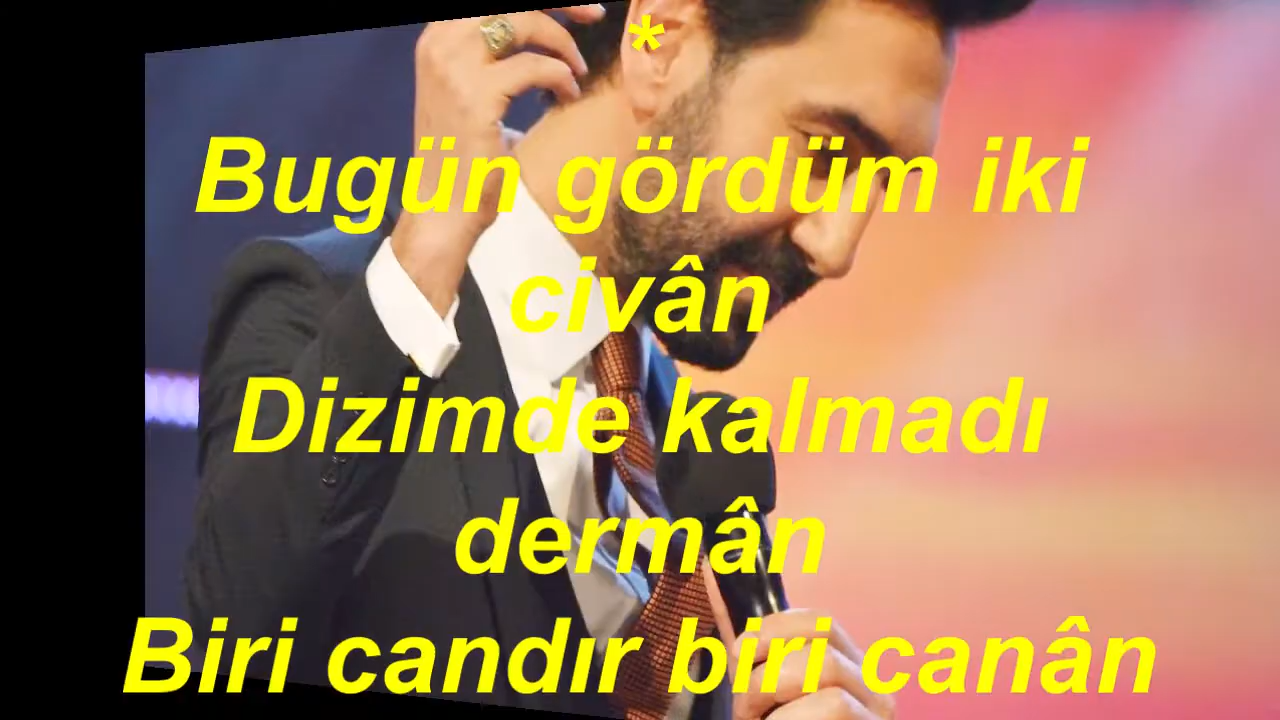 *
Bugün gördüm iki
civân
Dizimde kalmadı
dermân
Biri candır biri canân